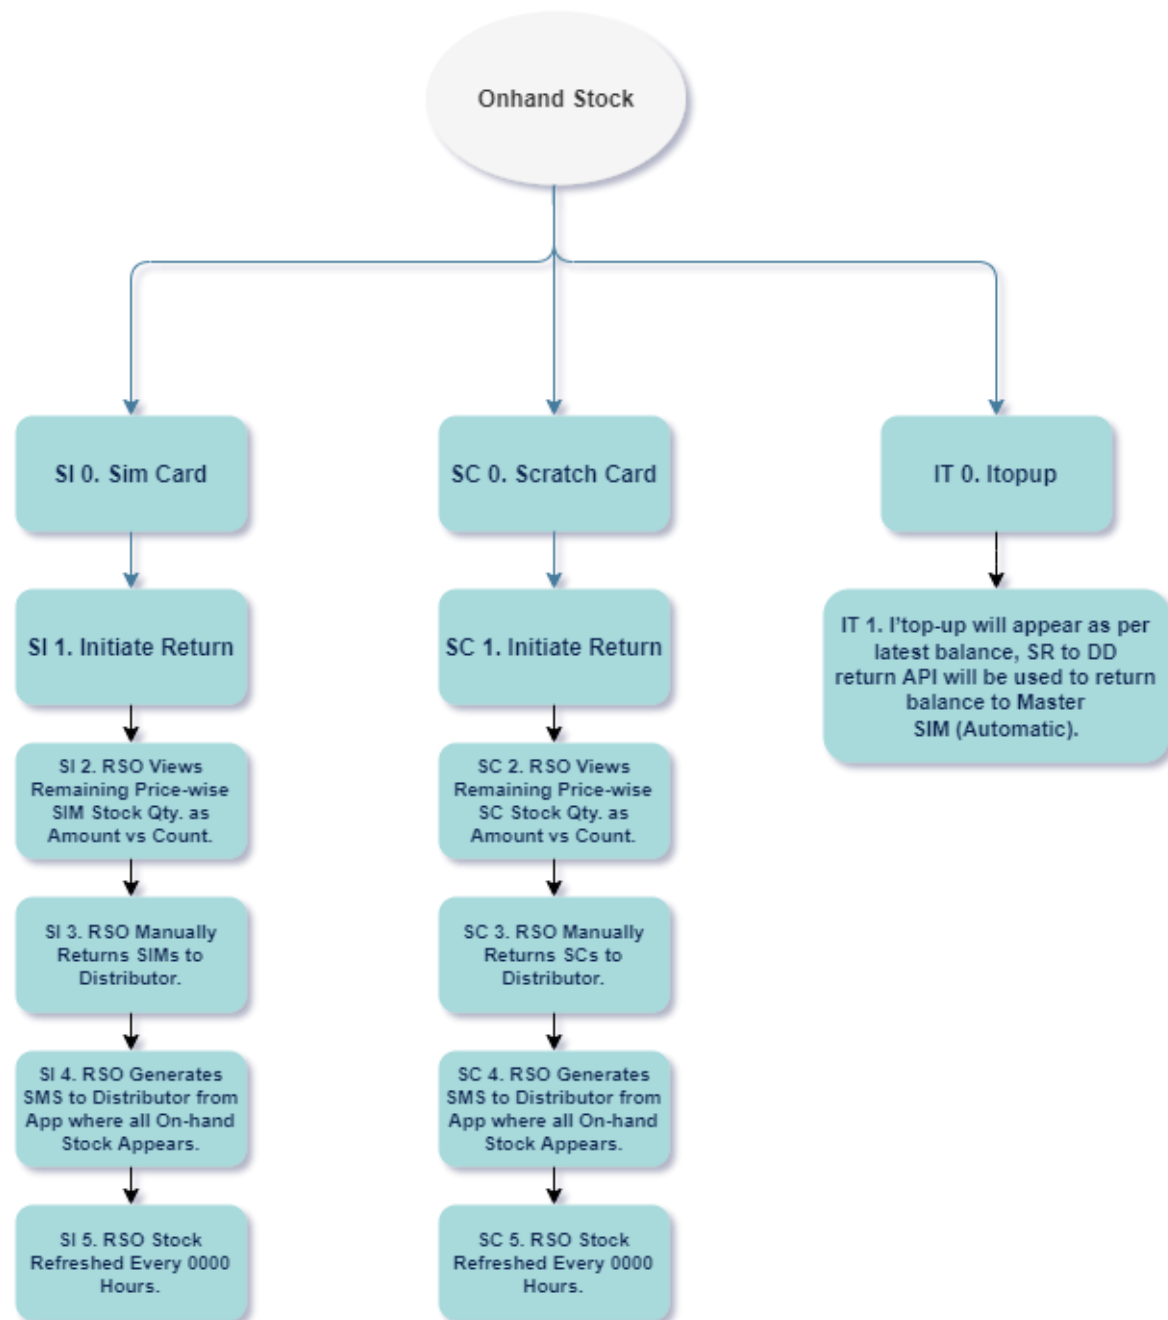 Onhand Stock
SI 0. Sim Card
SC 0. Scratch Card
IT 0. Itopup
SI 1. Initiate Return
SC 1. Initiate Return
IT 1. I'top-up will appear as per
latest balance, SR to DD
return API will be used to return
balance to Master
SIM (Automatic).
SI 2. RSO Views
Remaining Price-wise
SIM Stock Qty. as
Amount vs Count.
SC 2. RSO Views
Remaining Price-wise
SC Stock Qty. as
Amount vs Count.
SI 3. RSO Manually
Returns SIMs to
Distributor.
SC 3. RSO Manually
Returns SCs to
Distributor.
SI 4. RSO Generates
SMS to Distributor from
App where all On-hand
Stock Appears.
SC 4. RSO Generates
SMS to Distributor from
App where all On-hand
Stock Appears.
SI 5. RSO Stock
Refreshed Every 0000
Hours.
SC 5. RSO Stock
Refreshed Every 0000
Hours.